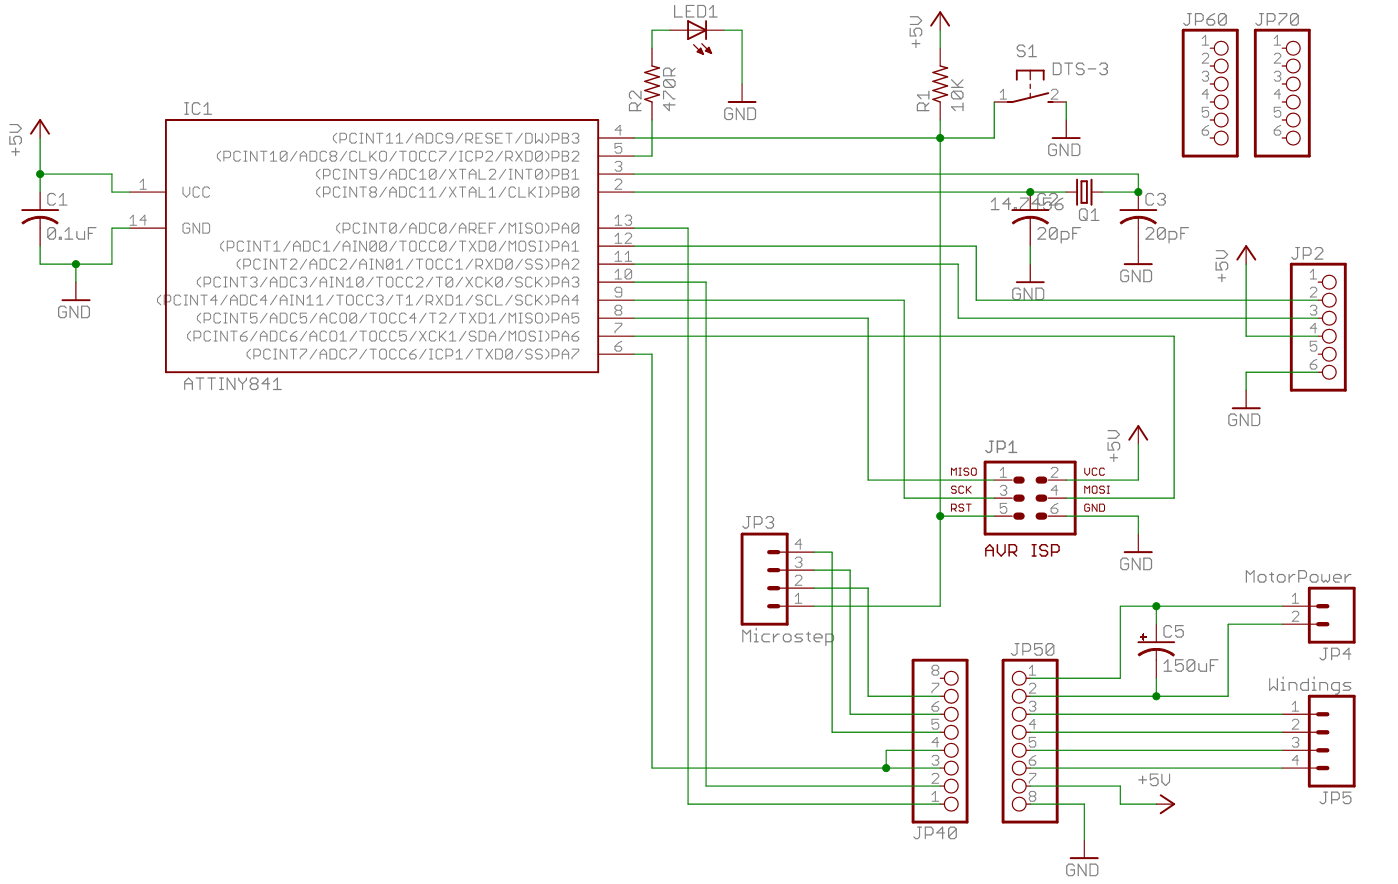 LED1
R2
470R
GND
+5V
R1
10K
S1
DTS-3
1 2
GND
JP60
1
2
3
4
5
6
JP70
1
2
3
4
5
6
IC1
+5V
C1
0.1uF
GND
1 VCC
14 GND
(PCINT11/ADC9/RESET/DW)PB3 4
(PCINT10/ADC8/CLKO/TOCC7/ICP2/RXD0)PB2 5
(PCINT9/ADC10/XTAL2/INT0)PB1 3
(PCINT8/ADC11/XTAL1/CLKI)PB0 2
(PCINT0/ADC0/AREF/MISO)PA0 13
(PCINT1/ADC1/AIN00/TOCC0/TXD0/MOSI)PA1 12
(PCINT2/ADC2/AIN01/TOCC1/RXD0/SS)PA2 11
(PCINT3/ADC3/AIN10/TOCC2/T0/XCK0/SCK)PA3 10
(PCINT4/ADC4/AIN11/TOCC3/T1/RXD1/SCL/SCK)PA4 9
(PCINT5/ADC5/ACO0/TOCC4/T2/TXD1/MISO)PA5 8
(PCINT6/ADC6/ACO1/TOCC5/XCK1/SDA/MOSI)PA6 7
(PCINT7/ADC7/TOCC6/ICP1/TXD0/SS)PA7 6
ATTINY841
14.7456
C2
20pF
GND
Q1
C3
20pF
GND
+5V
JP2
1
2
3
4
5
6
GND
JP1
+5V
MISO 1 2 VCC
SCK 3 4 MOSI
RST 5 6 GND
AVR ISP
GND
JP3
4
3
2
1
Microstep
MotorPower
1
2
JP4
C5
150uF
JP50
1
2
3
4
5
6
7
8
Windings
1
2
3
4
JP5
+5V
GND
8
7
6
5
4
3
2
1
JP40